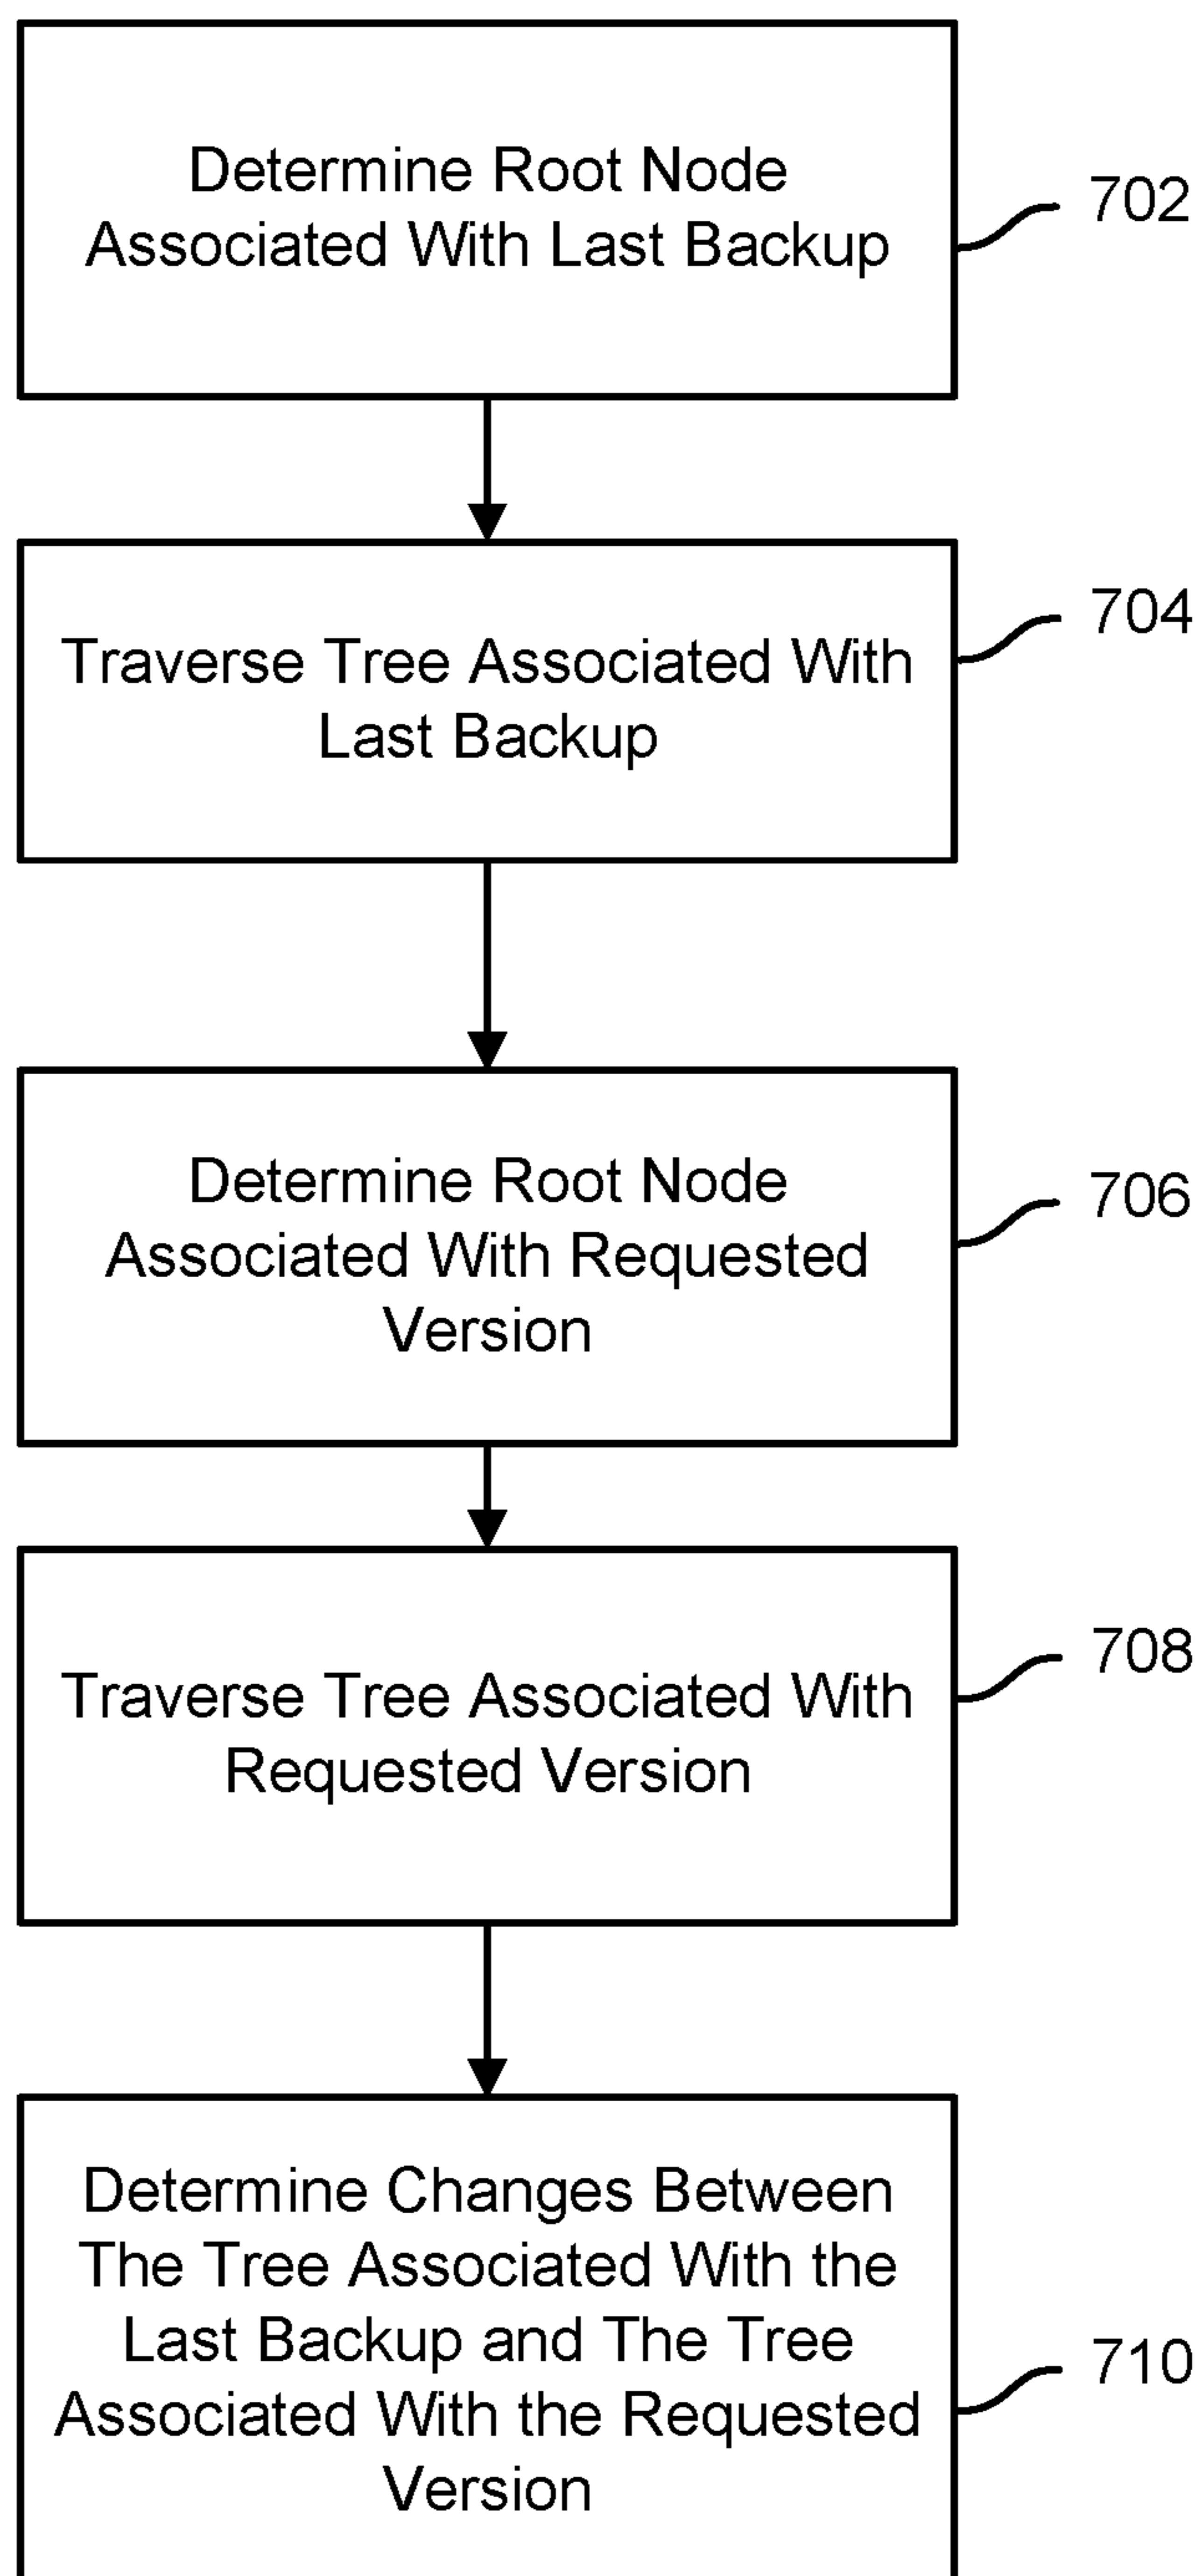 Determine Root Node
Associated With Last Backup
702
Traverse Tree Associated With
Last Backup
704
Determine Root Node
Associated With Requested
Version
706
Traverse Tree Associated With
Requested Version
708
Determine Changes Between
The Tree Associated With the
Last Backup and The Tree
Associated With the Requested
Version
710